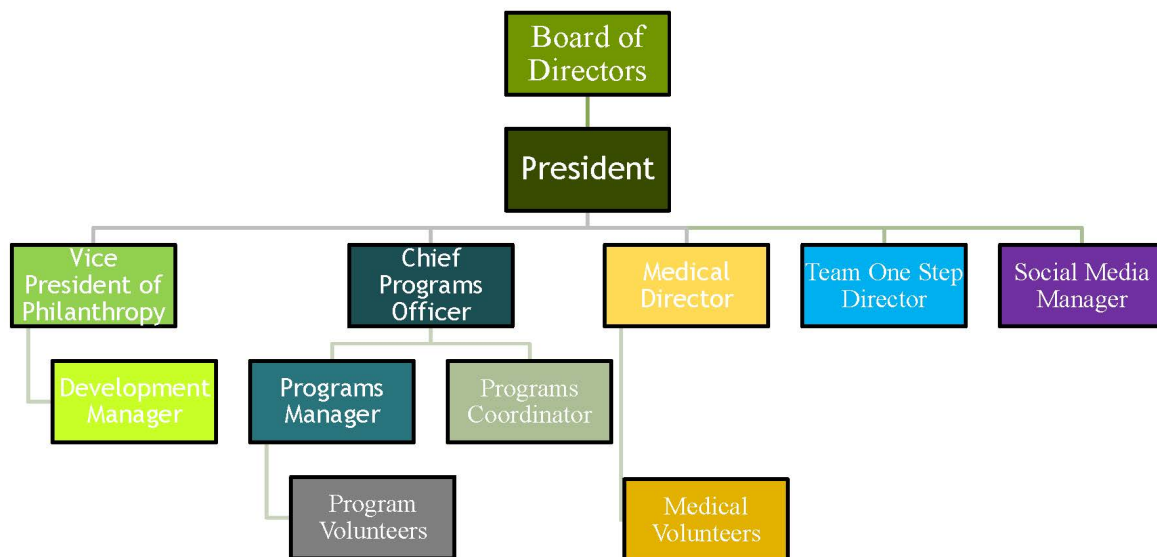 Board of
Directors
President
Vice
President of
Philanthropy
Chief
Programs
Officer
Medical
Director
Team One Step
Director
Social Media
Manager
Development
Manager
Programs
Manager
Programs
Coordinator
Program
Volunteers
Medical
Volunteers